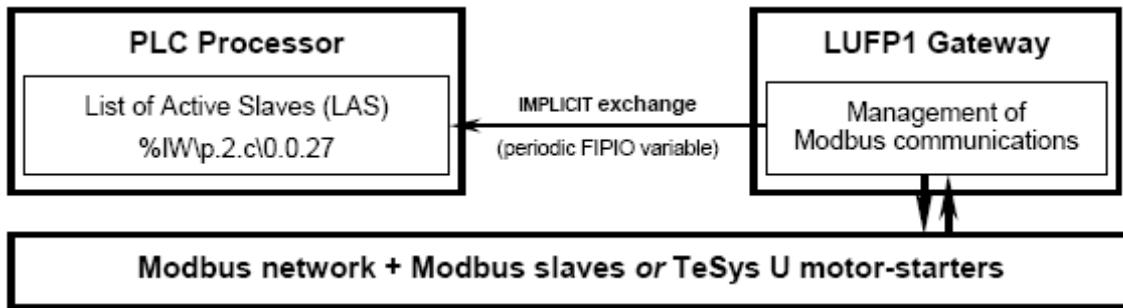 PLC Processor
LUFP1 Gateway
List of Active Slaves (LAS)
%IW\p.2.c\0.0.27
IMPLICIT exchange
(periodic FIPIO variable)
Management of
Modbus communications
Modbus network + Modbus slaves or TeSys U motor-starters